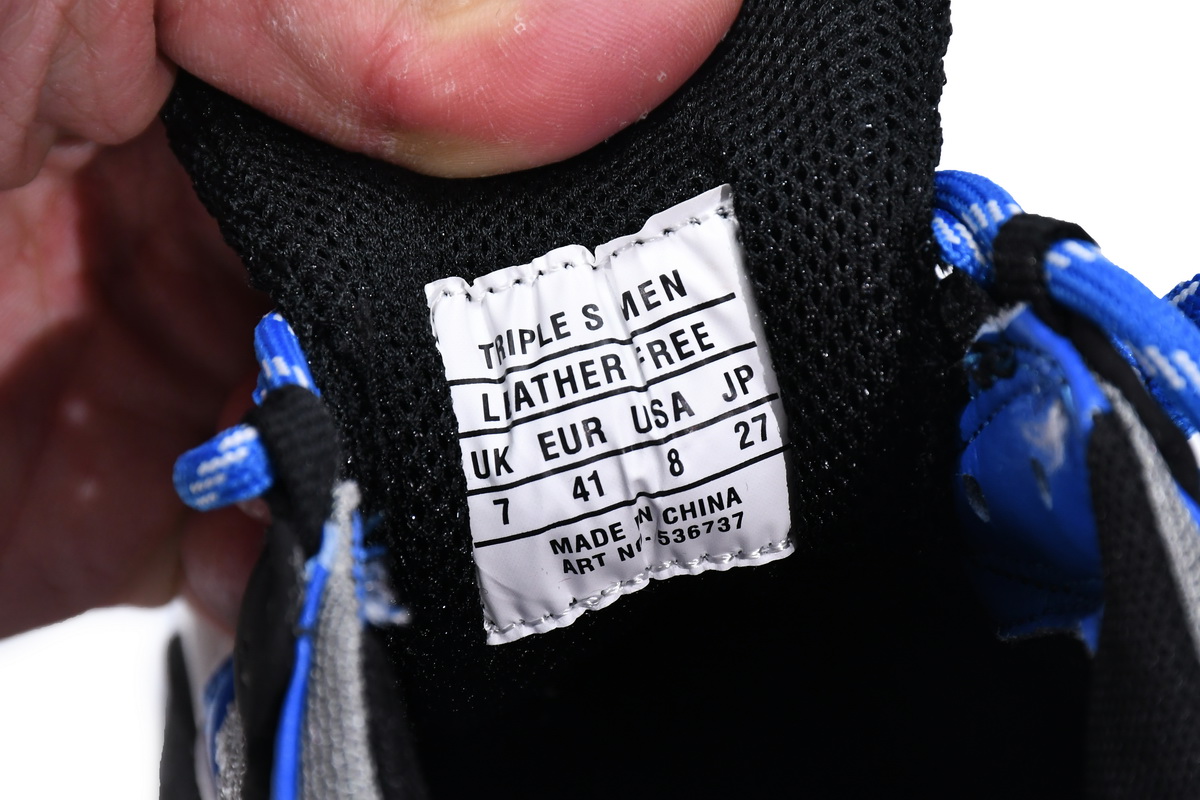 TRIPLE S MEN
LEATHER FREE
UK EUR USA JP
7 41 8 27
MADE IN CHINA
ART NO- 536737